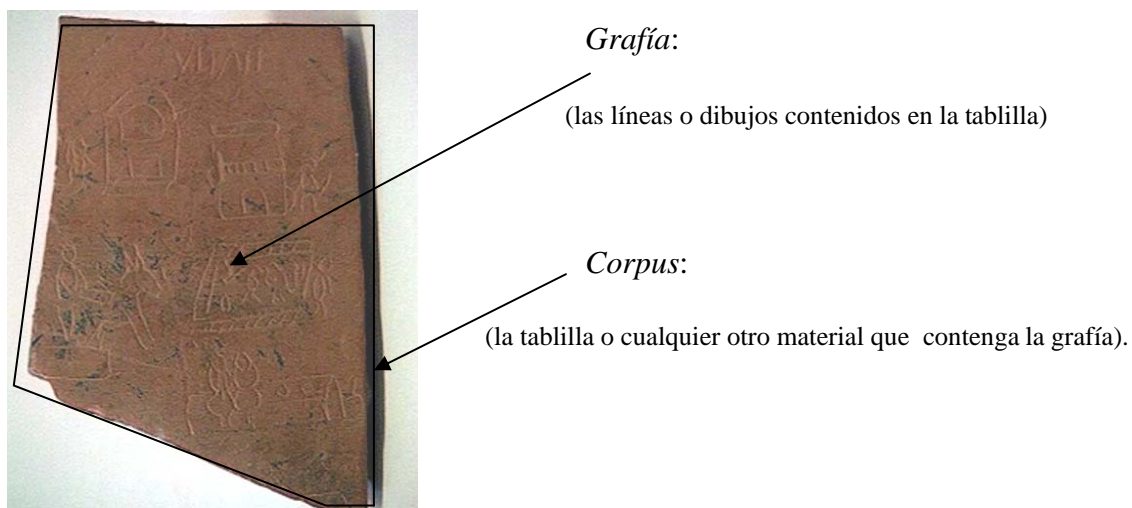 Grafía:
(las líneas o dibujos contenidos en la tablilla)
Corpus:
(la tablilla o cualquier otro material que contenga la grafía).